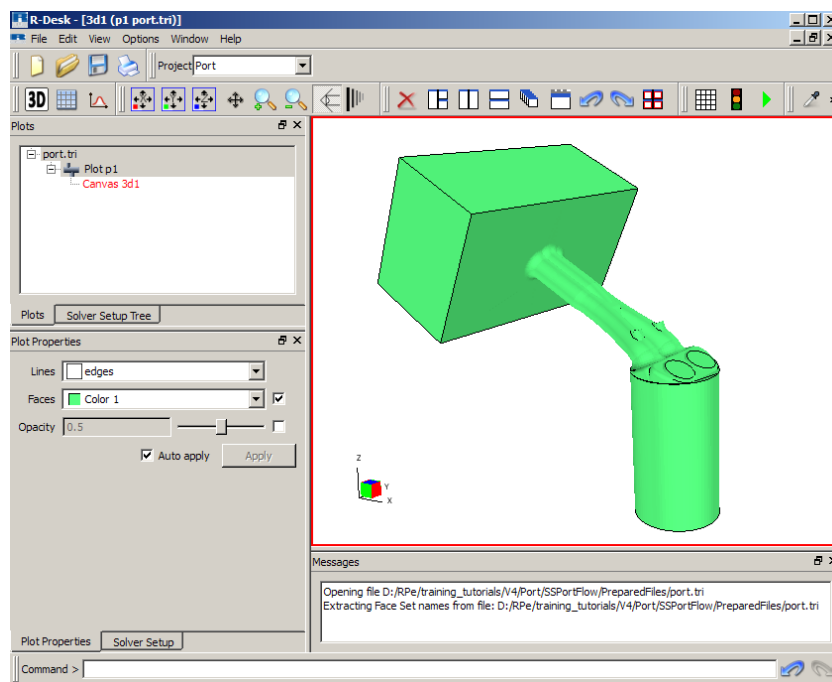 R-Desk - [3d1 (p1 port.tri)]
File Edit View Options Window Help
Project Port
3D
Plots
port.tri
Plot p1
Canvas 3d1
Plots Solver Setup Tree
Plot Properties
Lines edges
Faces Color 1
Opacity 0.5
Auto apply Apply
Z
Y
X
Messages
Opening file D:/RPe/training_tutorials/V4/Port/SSPortFlow/PreparedFiles/port.tri
Extracting Face Set names from file: D:/RPe/training_tutorials/V4/Port/SSPortFlow/PreparedFiles/port.tri
Plot Properties Solver Setup
Command >